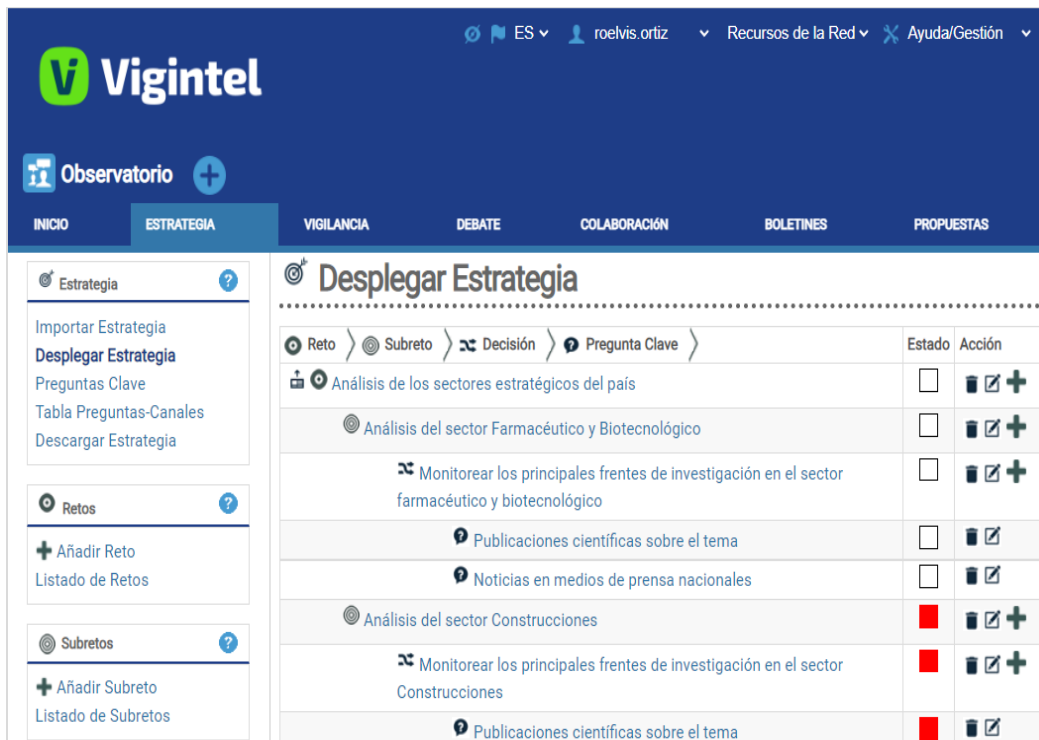 ES roelvis.ortiz Recursos de la Red Ayuda/Gestión
Vigintel
Observatorio
INICIO ESTRATEGIA VIGILANCIA DEBATE COLABORACIóN BOLETINES PROPUESTAS
Estrategia ?
Importar Estrategia
Desplegar Estrategia
Preguntas Clave
Tabla Preguntas-Canales
Descargar Estrategia
Retos ?
Añadir Reto
Listado de Retos
Subretos ?
Añadir Subreto
Listado de Subretos
Desplegar Estrategia
Reto Subreto Decisión Pregunta Clave Estado Acción
Análisis de los sectores estratégicos del país
Análisis del sector Farmacéutico y Biotecnológico
Monitorear los principales frentes de investigación en el sector
farmacéutico y biotecnológico
Publicaciones científicas sobre el tema
Noticias en medios de prensa nacionales
Análisis del sector Construcciones
Monitorear los principales frentes de investigación en el sector
Construcciones
Publicaciones científicas sobre el tema